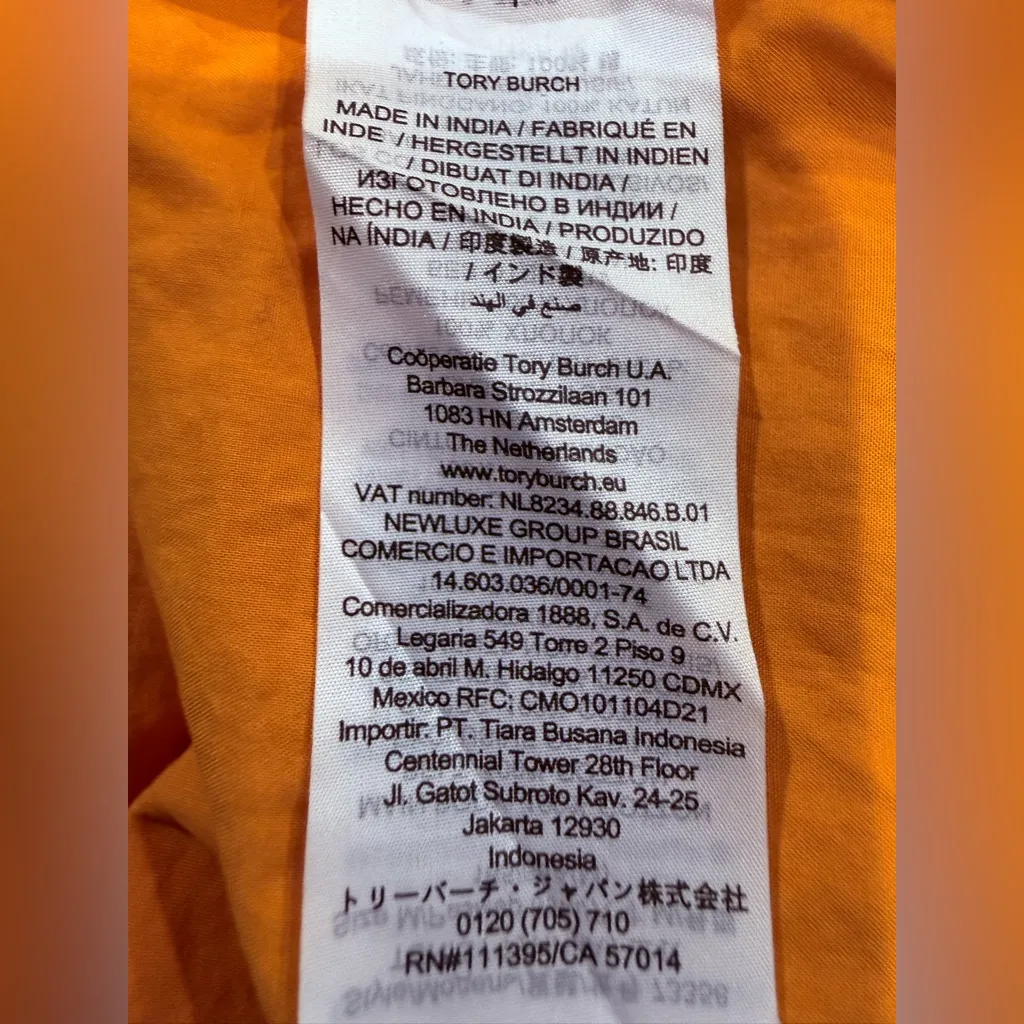 TORY BURCH
MADE IN INDIA / FABRIQUÉ EN
INDE / HERGESTELLT IN INDIEN
/ DIBUAT DI INDIA /
ИЗГОТОВЛЕНО В ИНДИИ /
HECHO EN INDIA / PRODUZIDO
NA ÍNDIA / 印度製造 / 原产地: 印度
/ インド製
صنع في الهند
Coöperatie Tory Burch U.A.
Barbara Strozzilaan 101
1083 HN Amsterdam
The Netherlands
www.toryburch.eu
VAT number: NL8234.88.846.B.01
NEWLUXE GROUP BRASIL
COMERCIO E IMPORTACAO LTDA
14.603.036/0001-74
Comercializadora 1888, S.A. de C.V.
Legaria 549 Torre 2 Piso 9
10 de abril M. Hidalgo 11250 CDMX
Mexico RFC: CMO101104D21
Importir: PT. Tiara Busana Indonesia
Centennial Tower 28th Floor
Jl. Gatot Subroto Kav. 24-25
Jakarta 12930
Indonesia
トリーバーチ・ジャパン株式会社
0120 (705) 710
RN#111395/CA 57014